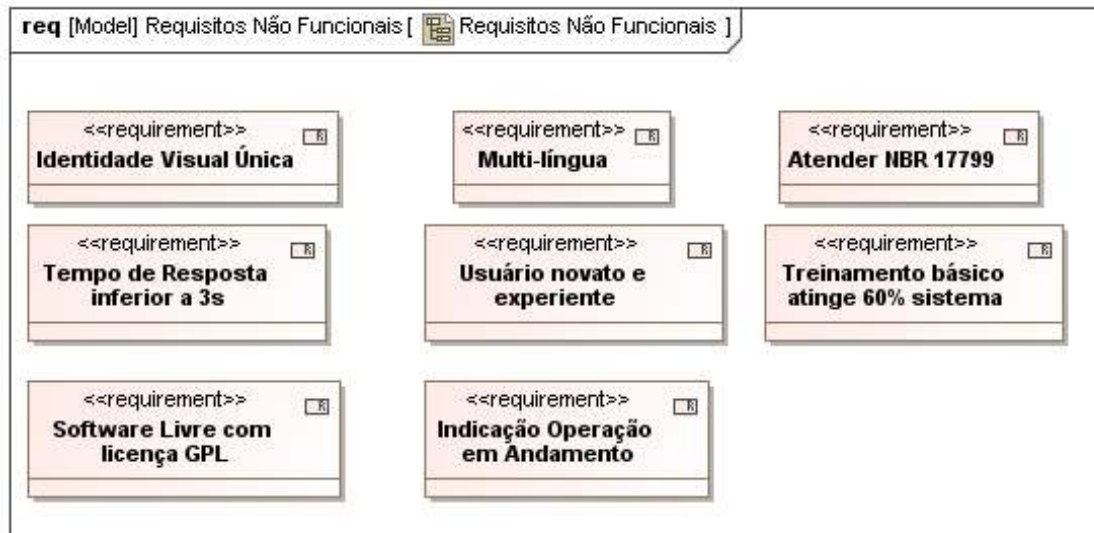 req [Model] Requisitos Não Funcionais [ Requisitos Não Funcionais ]
<<requirement>>
Identidade Visual Única
<<requirement>>
Multi-língua
<<requirement>>
Atender NBR 17799
<<requirement>>
Tempo de Resposta
inferior a 3s
<<requirement>>
Usuário novato e
experiente
<<requirement>>
Treinamento básico
atinge 60% sistema
<<requirement>>
Software Livre com
licença GPL
<<requirement>>
Indicação Operação
em Andamento